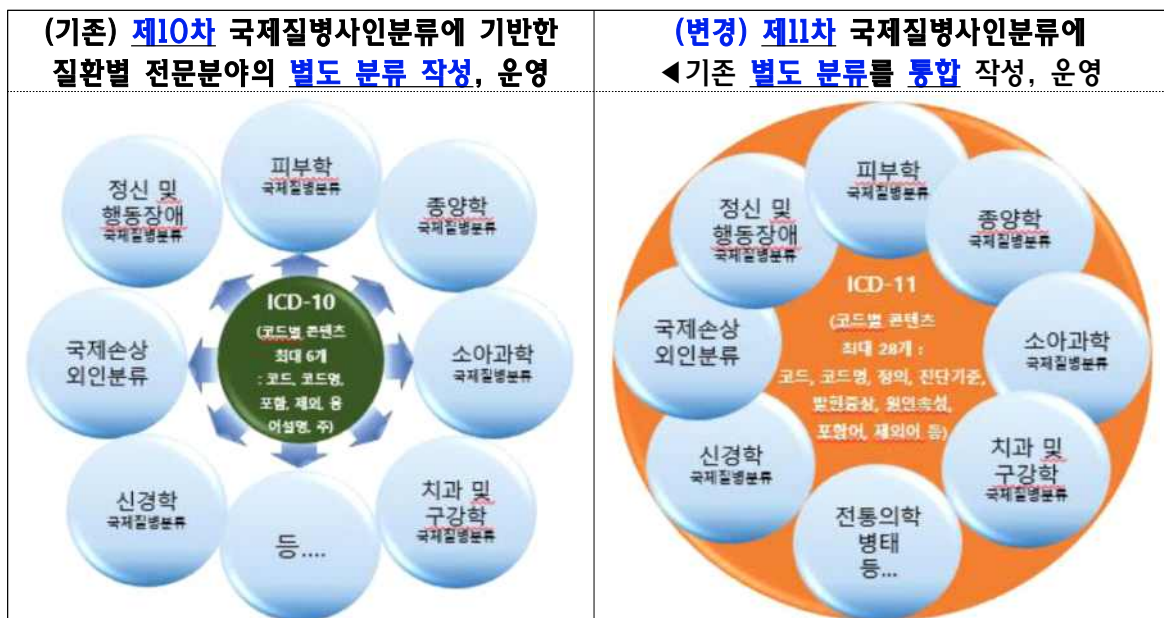 (기존) 제10차 국제질병사인분류에 기반한
질환별 전문분야의 별도 분류 작성, 운영
피부학
국제질병분류
정신 및
행동장애
국제질병분류
종양학
국제질병분류
국제손상
외인분류
ICD-10
(코드별 콘텐츠
최대 6개
: 코드, 코드명,
포함, 제외, 용
어설명, 주)
소아과학
국제질병분류
신경학
국제질병분류
등....
치과 및
구강학
국제질병분류
(변경) 제11차 국제질병사인분류에
◀기존 별도 분류를 통합 작성, 운영
피부학
국제질병분류
정신 및
행동장애
국제질병분류
종양학
국제질병분류
국제손상
외인분류
ICD-11
(코드별 콘텐츠
최대 28개 :
코드, 코드명, 정의, 진단기준,
발현증상, 원인속성,
포함어, 제외어 등)
소아과학
국제질병분류
신경학
국제질병분류
전통의학
병태
등...
치과 및
구강학
국제질병분류